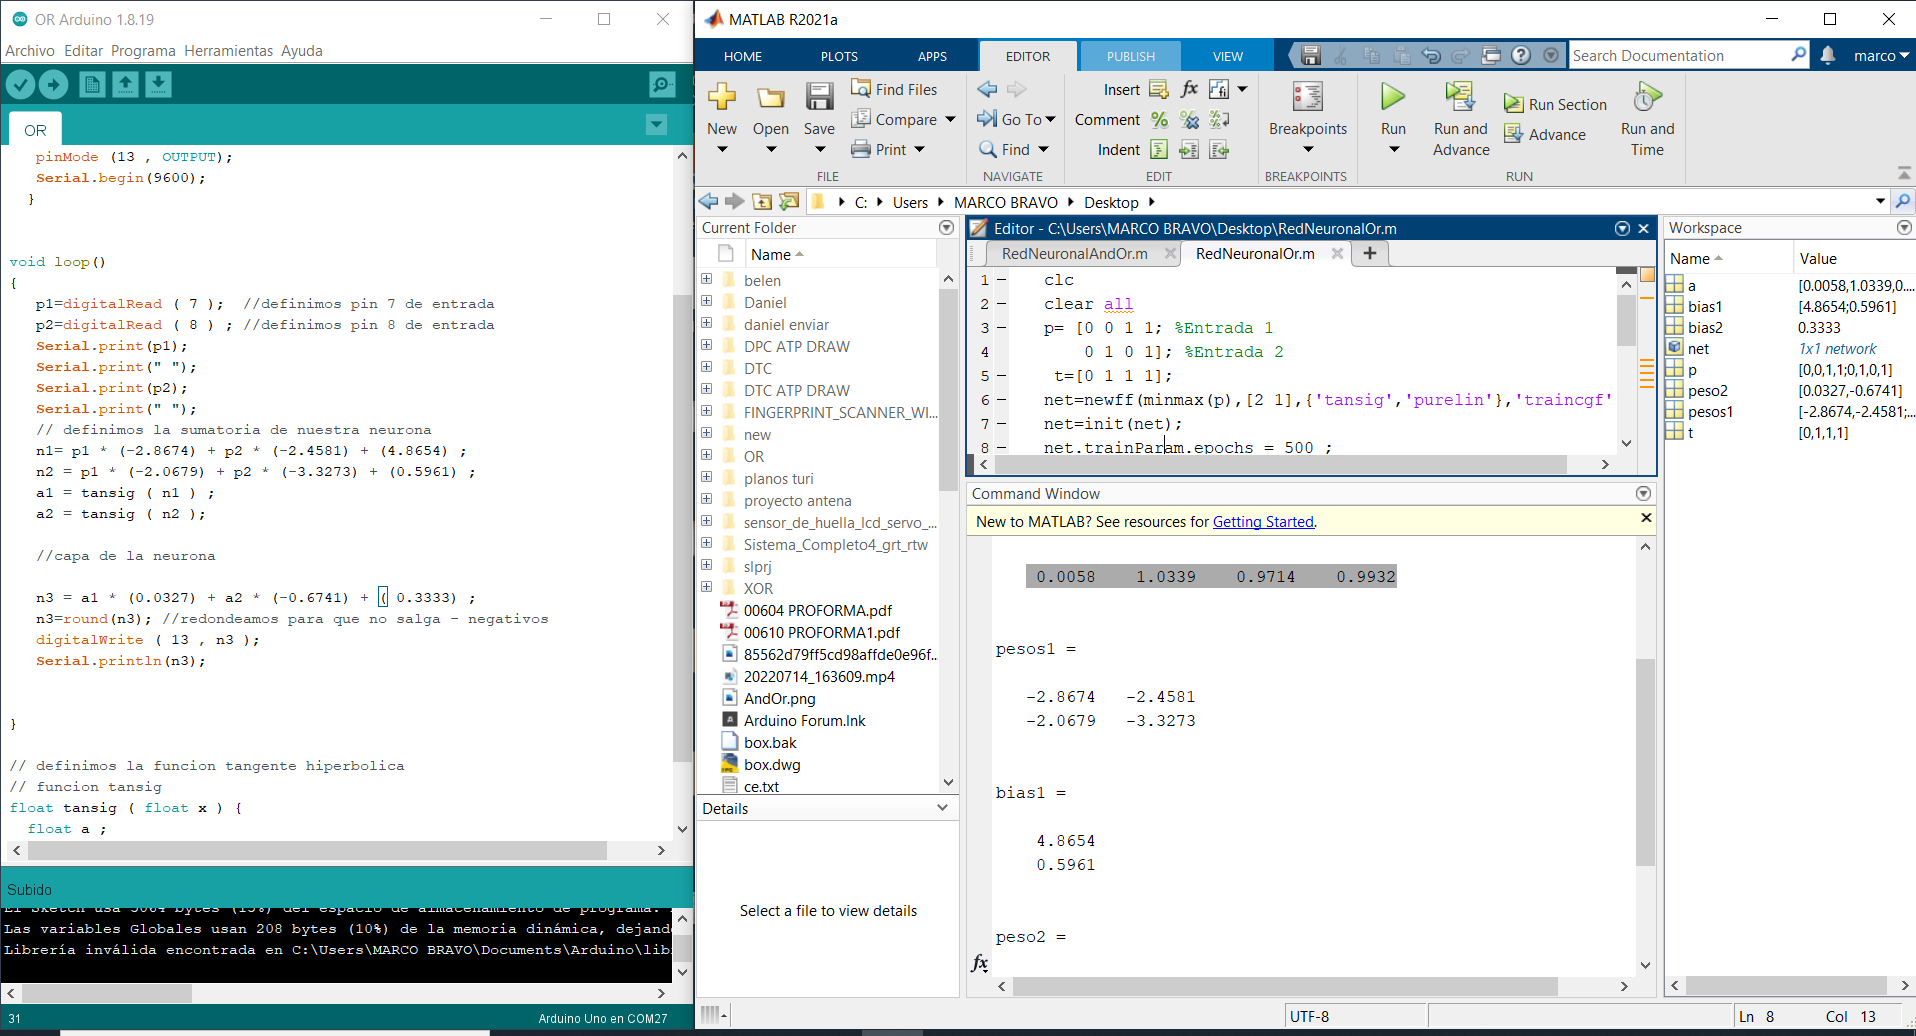 OR Arduino 1.8.19
Archivo Editar Programa Herramientas Ayuda
OR
pinMode (13 , OUTPUT);
Serial.begin(9600);
}
void loop()
{
p1=digitalRead ( 7 );  //definimos pin 7 de entrada
p2=digitalRead ( 8 ) ; //definimos pin 8 de entrada
Serial.print(p1);
Serial.print(" ");
Serial.print(p2);
Serial.print(" ");
// definimos la sumatoria de nuestra neurona
n1= p1 * (-2.8674) + p2 * (-2.4581) + (4.8654) ;
n2 = p1 * (-2.0679) + p2 * (-3.3273) + (0.5961) ;
a1 = tansig ( n1 ) ;
a2 = tansig ( n2 );
//capa de la neurona
n3 = a1 * (0.0327) + a2 * (-0.6741) + ( 0.3333) ;
n3=round(n3); //redondeamos para que no salga - negativos
digitalWrite ( 13 , n3 );
Serial.println(n3);
}
// definimos la funcion tangente hiperbolica
// funcion tansig
float tansig ( float x ) {
float a ;
Subido
El Sketch usa 5064 bytes (15%) del espacio de almacenamiento de programa.
Las variables Globales usan 208 bytes (10%) de la memoria dinámica, dejand
Librería inválida encontrada en C:\Users\MARCO BRAVO\Documents\Arduino\lib
31
Arduino Uno en COM27
MATLAB R2021a
HOME PLOTS APPS EDITOR PUBLISH VIEW
Search Documentation
marco
New Open Save
Find Files
Compare
Print
FILE
Go To
Find
NAVIGATE
Insert
Comment
Indent
EDIT
Breakpoints
BREAKPOINTS
Run
Run and Advance
Run Section
Advance
Run and Time
RUN
C: Users MARCO BRAVO Desktop
Current Folder
Name
belen
Daniel
daniel enviar
DPC ATP DRAW
DTC
DTC ATP DRAW
FINGERPRINT_SCANNER_WI...
new
OR
planos turi
proyecto antena
sensor_de_huella_lcd_servo_...
Sistema_Completo4_grt_rtw
slprj
XOR
00604 PROFORMA.pdf
00610 PROFORMA1.pdf
85562d79ff5cd98affde0e96f...
20220714_163609.mp4
AndOr.png
Arduino Forum.lnk
box.bak
box.dwg
ce.txt
Details
Select a file to view details
Editor - C:\Users\MARCO BRAVO\Desktop\RedNeuronalOr.m
RedNeuronalAndOr.m RedNeuronalOr.m
1 clc
2 clear all
3 p= [0 0 1 1; %Entrada 1
4 0 1 0 1]; %Entrada 2
5 t=[0 1 1 1];
6 net=newff(minmax(p),[2 1],{'tansig','purelin'},'traincgf'
7 net=init(net);
8 net.trainParam.epochs = 500 ;
Command Window
New to MATLAB? See resources for Getting Started.
0.0058 1.0339 0.9714 0.9932
pesos1 =
-2.8674 -2.4581
-2.0679 -3.3273
bias1 =
4.8654
0.5961
peso2 =
fx
Workspace
Name Value
a [0.0058,1.0339,0....
bias1 [4.8654;0.5961]
bias2 0.3333
net 1x1 network
p [0,0,1,1;0,1,0,1]
peso2 [0.0327,-0.6741]
pesos1 [-2.8674,-2.4581;...
t [0,1,1,1]
UTF-8
Ln 8 Col 13